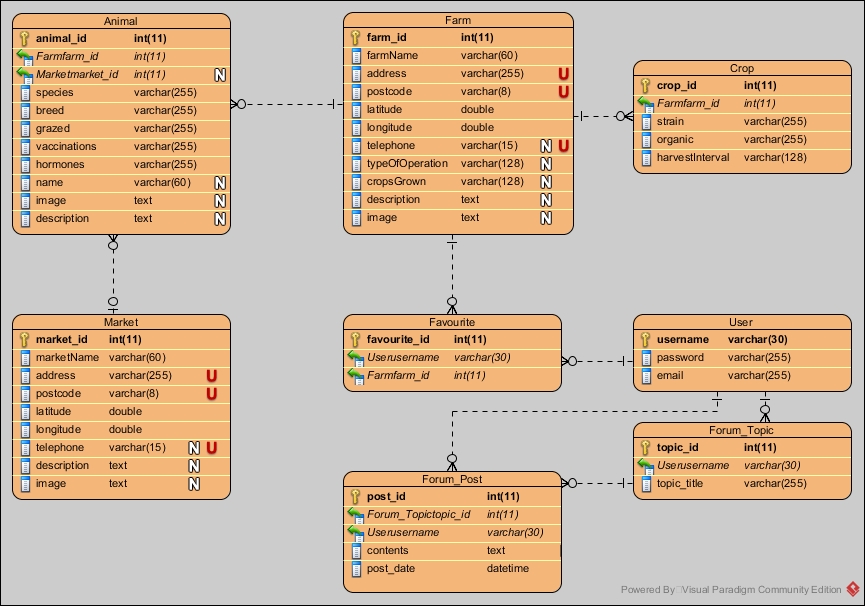 Animal
animal_id int(11)
Farmfarm_id int(11)
Marketmarket_id int(11) N
species varchar(255)
breed varchar(255)
grazed varchar(255)
vaccinations varchar(255)
hormones varchar(255)
name varchar(60) N
image text N
description text N
Farm
farm_id int(11)
farmName varchar(60)
address varchar(255) U
postcode varchar(8) U
latitude double
longitude double
telephone varchar(15) N U
typeOfOperation varchar(128) N
cropsGrown varchar(128) N
description text N
image text N
Crop
crop_id int(11)
Farmfarm_id int(11)
strain varchar(255)
organic varchar(255)
harvestInterval varchar(128)
Market
market_id int(11)
marketName varchar(60)
address varchar(255) U
postcode varchar(8) U
latitude double
longitude double
telephone varchar(15) N U
description text N
image text N
Favourite
favourite_id int(11)
Userusername varchar(30)
Farmfarm_id int(11)
User
username varchar(30)
password varchar(255)
email varchar(255)
Forum_Topic
topic_id int(11)
Userusername varchar(30)
topic_title varchar(255)
Forum_Post
post_id int(11)
Forum_Topictopic_id int(11)
Userusername varchar(30)
contents text
post_date datetime
Powered By Visual Paradigm Community Edition